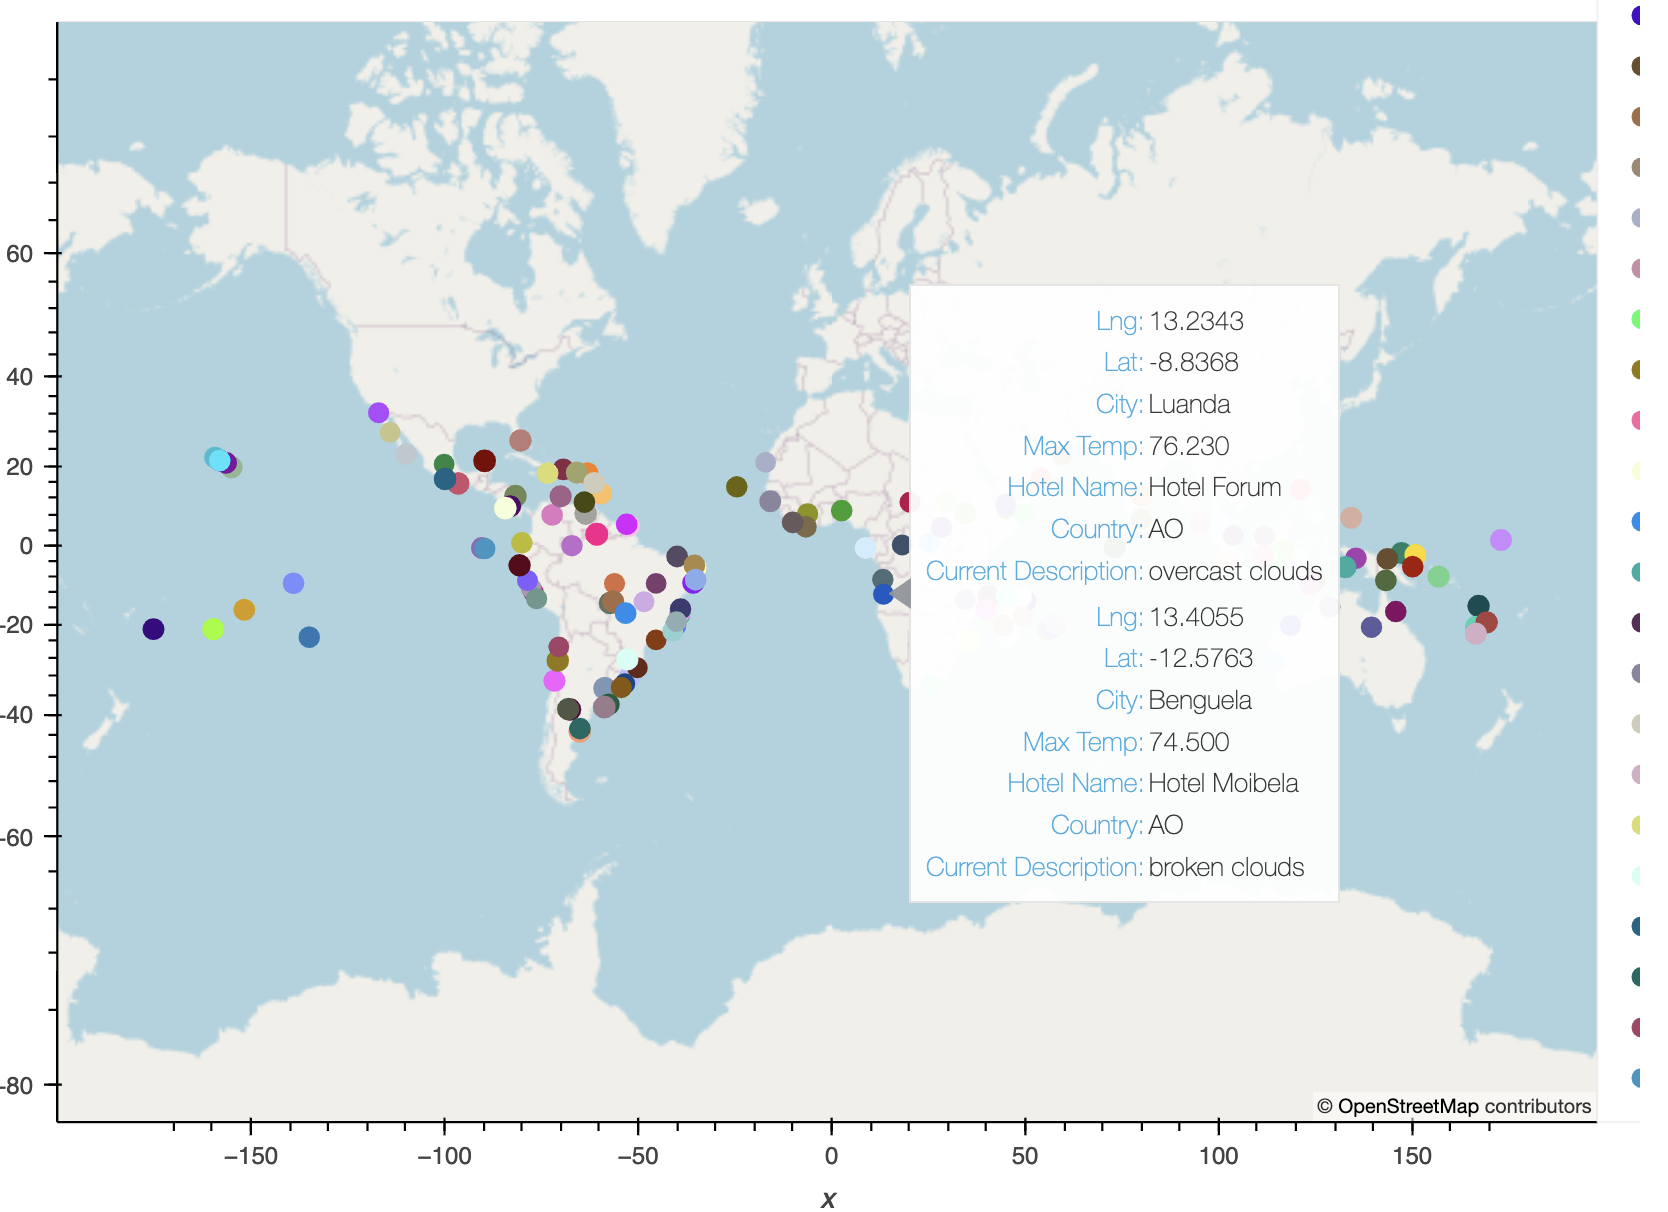 60
40
20
0
-20
-40
-60
-80
Lng: 13.2343
Lat: -8.8368
City: Luanda
Max Temp: 76.230
Hotel Name: Hotel Forum
Country: AO
Current Description: overcast clouds
Lng: 13.4055
Lat: -12.5763
City: Benguela
Max Temp: 74.500
Hotel Name: Hotel Moibela
Country: AO
Current Description: broken clouds
© OpenStreetMap contributors
−150 −100 −50 0 50 100 150
x